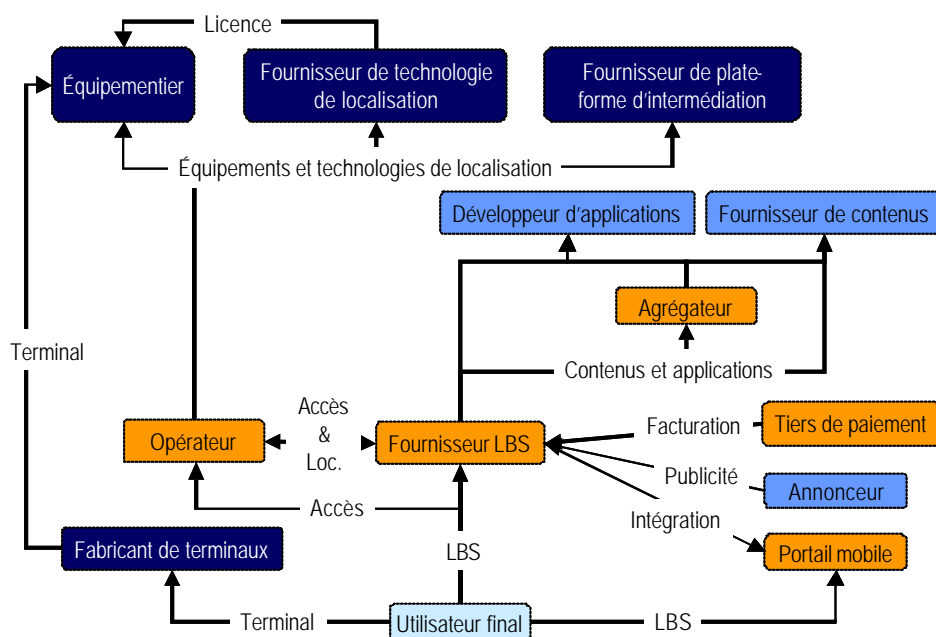 Licence
Équipementier
Fournisseur de technologie
de localisation
Fournisseur de plate-
forme d'intermédiation
Équipements et technologies de localisation
Développeur d'applications
Fournisseur de contenus
Agrégateur
Terminal
Contenus et applications
Accès
&
Loc.
Opérateur
Fournisseur LBS
Facturation
Tiers de paiement
Publicité
Annonceur
Accès
Intégration
Fabricant de terminaux
LBS
Portail mobile
Terminal
Utilisateur final
LBS